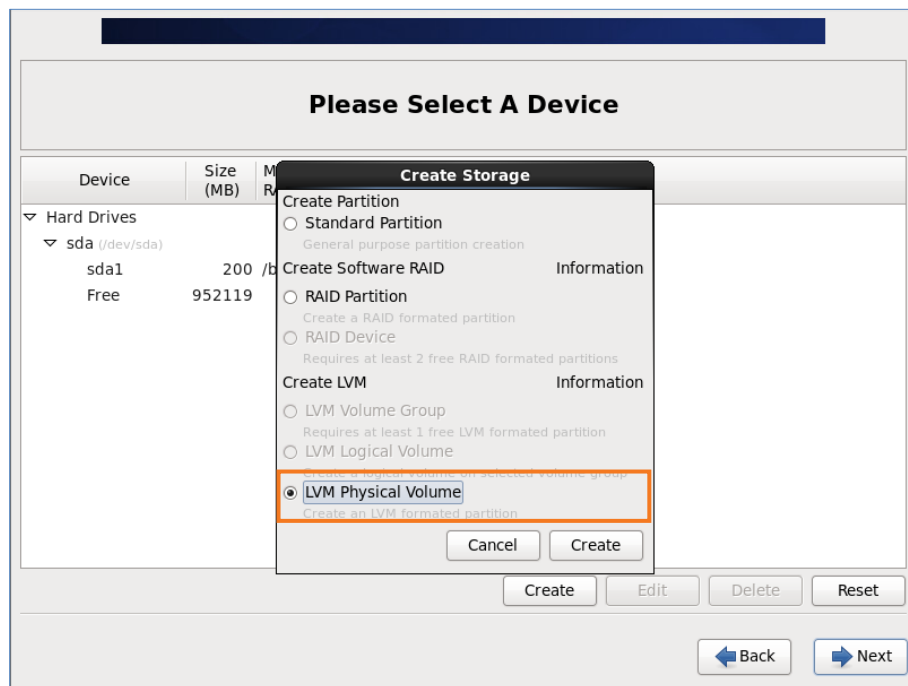 Please Select A Device
Device
Size
(MB)
Hard Drives
sda (/dev/sda)
sda1 200 /b
Free 952119
Create Storage
Create Partition
Standard Partition
General purpose partition creation
Create Software RAID Information
RAID Partition
Create a RAID formated partition
RAID Device
Requires at least 2 free RAID formated partitions
Create LVM Information
LVM Volume Group
Requires at least 1 free LVM formated partition
LVM Logical Volume
Create a logical volume on selected volume group
LVM Physical Volume
Create an LVM formated partition
Cancel Create
Create Edit Delete Reset
Back Next